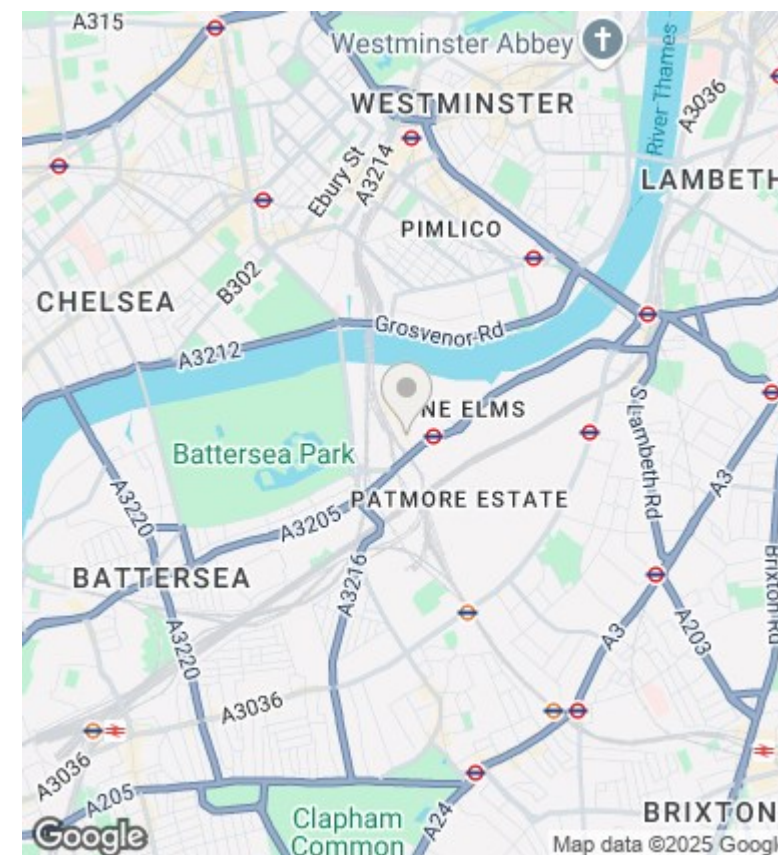 A315
Westminster Abbey
River Thames
WESTMINSTER
A3036
A3214
Ebury St
LAMBETH
PIMLICO
B302
CHELSEA
Grosvenor Rd
A3212
NE ELMS
S Lambeth Rd
Battersea Park
A3
PATMORE ESTATE
A3220
A3205
BATTERSEA
A3216
Brixton Rd
A3
A203
A3220
A3036
A3036
A205
Clapham
Common
A24
BRIXTON
Google
Map data ©2025 Googl